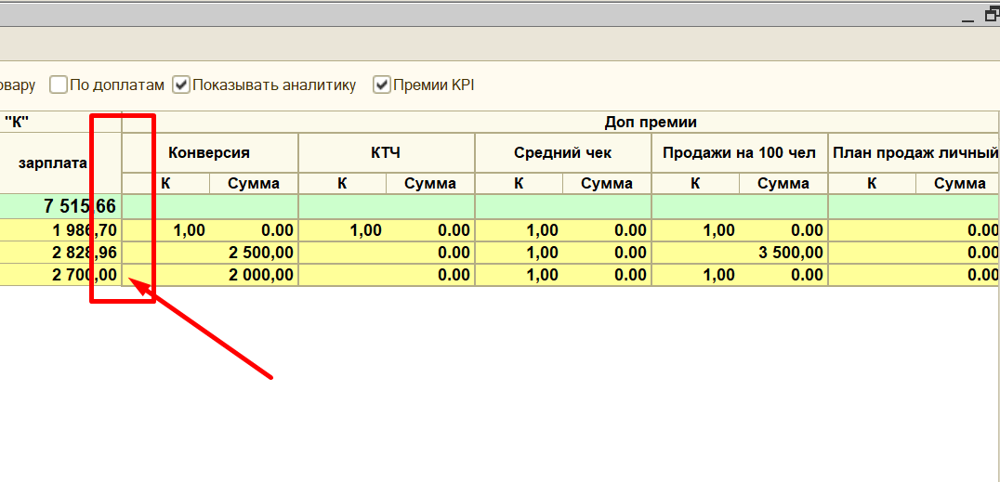 овару По доплатам Показывать аналитику Премии KPI
"К" Доп премии
зарплата Конверсия КТЧ Средний чек Продажи на 100 чел План продаж личный
К Сумма К Сумма К Сумма К Сумма К Сумма
7 515,66
1 986,70 1,00 0.00 1,00 0.00 1,00 0.00 1,00 0.00 0.00
2 828,96 2 500,00 0.00 1,00 0.00 3 500,00 0.00
2 700,00 2 000,00 0.00 1,00 0.00 1,00 0.00 0.00